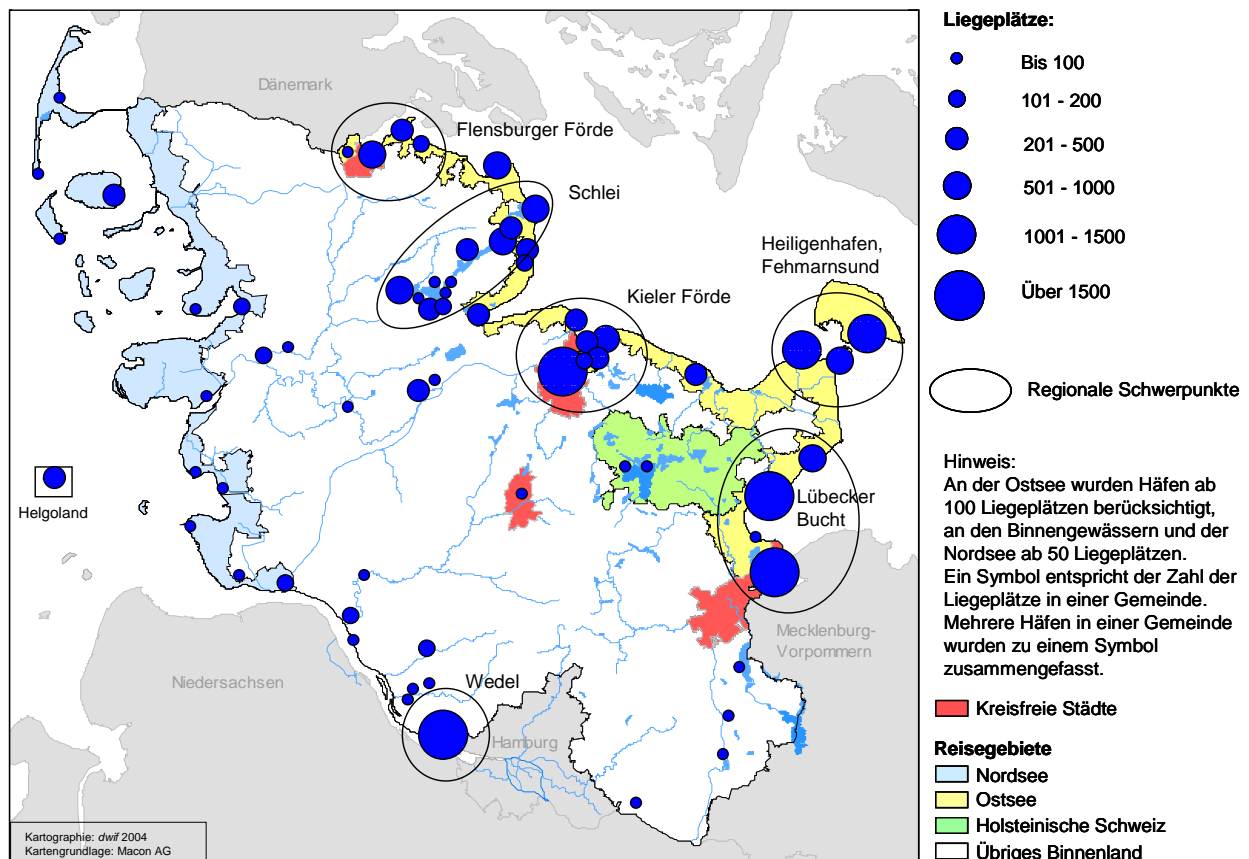 Dänemark
Flensburger Förde
Schlei
Heiligenhafen,
Fehmarnsund
Kieler Förde
Helgoland
Lübecker
Bucht
Mecklenburg-
Vorpommern
Niedersachsen
Wedel
Hamburg
Kartographie: dwif 2004
Kartengrundlage: Macon AG
Liegeplätze:
Bis 100
101 - 200
201 - 500
501 - 1000
1001 - 1500
Über 1500
Regionale Schwerpunkte
Hinweis:
An der Ostsee wurden Häfen ab
100 Liegeplätzen berücksichtigt,
an den Binnengewässern und der
Nordsee ab 50 Liegeplätzen.
Ein Symbol entspricht der Zahl der
Liegeplätze in einer Gemeinde.
Mehrere Häfen in einer Gemeinde
wurden zu einem Symbol
zusammengefasst.
Kreisfreie Städte
Reisegebiete
Nordsee
Ostsee
Holsteinische Schweiz
Übriges Binnenland